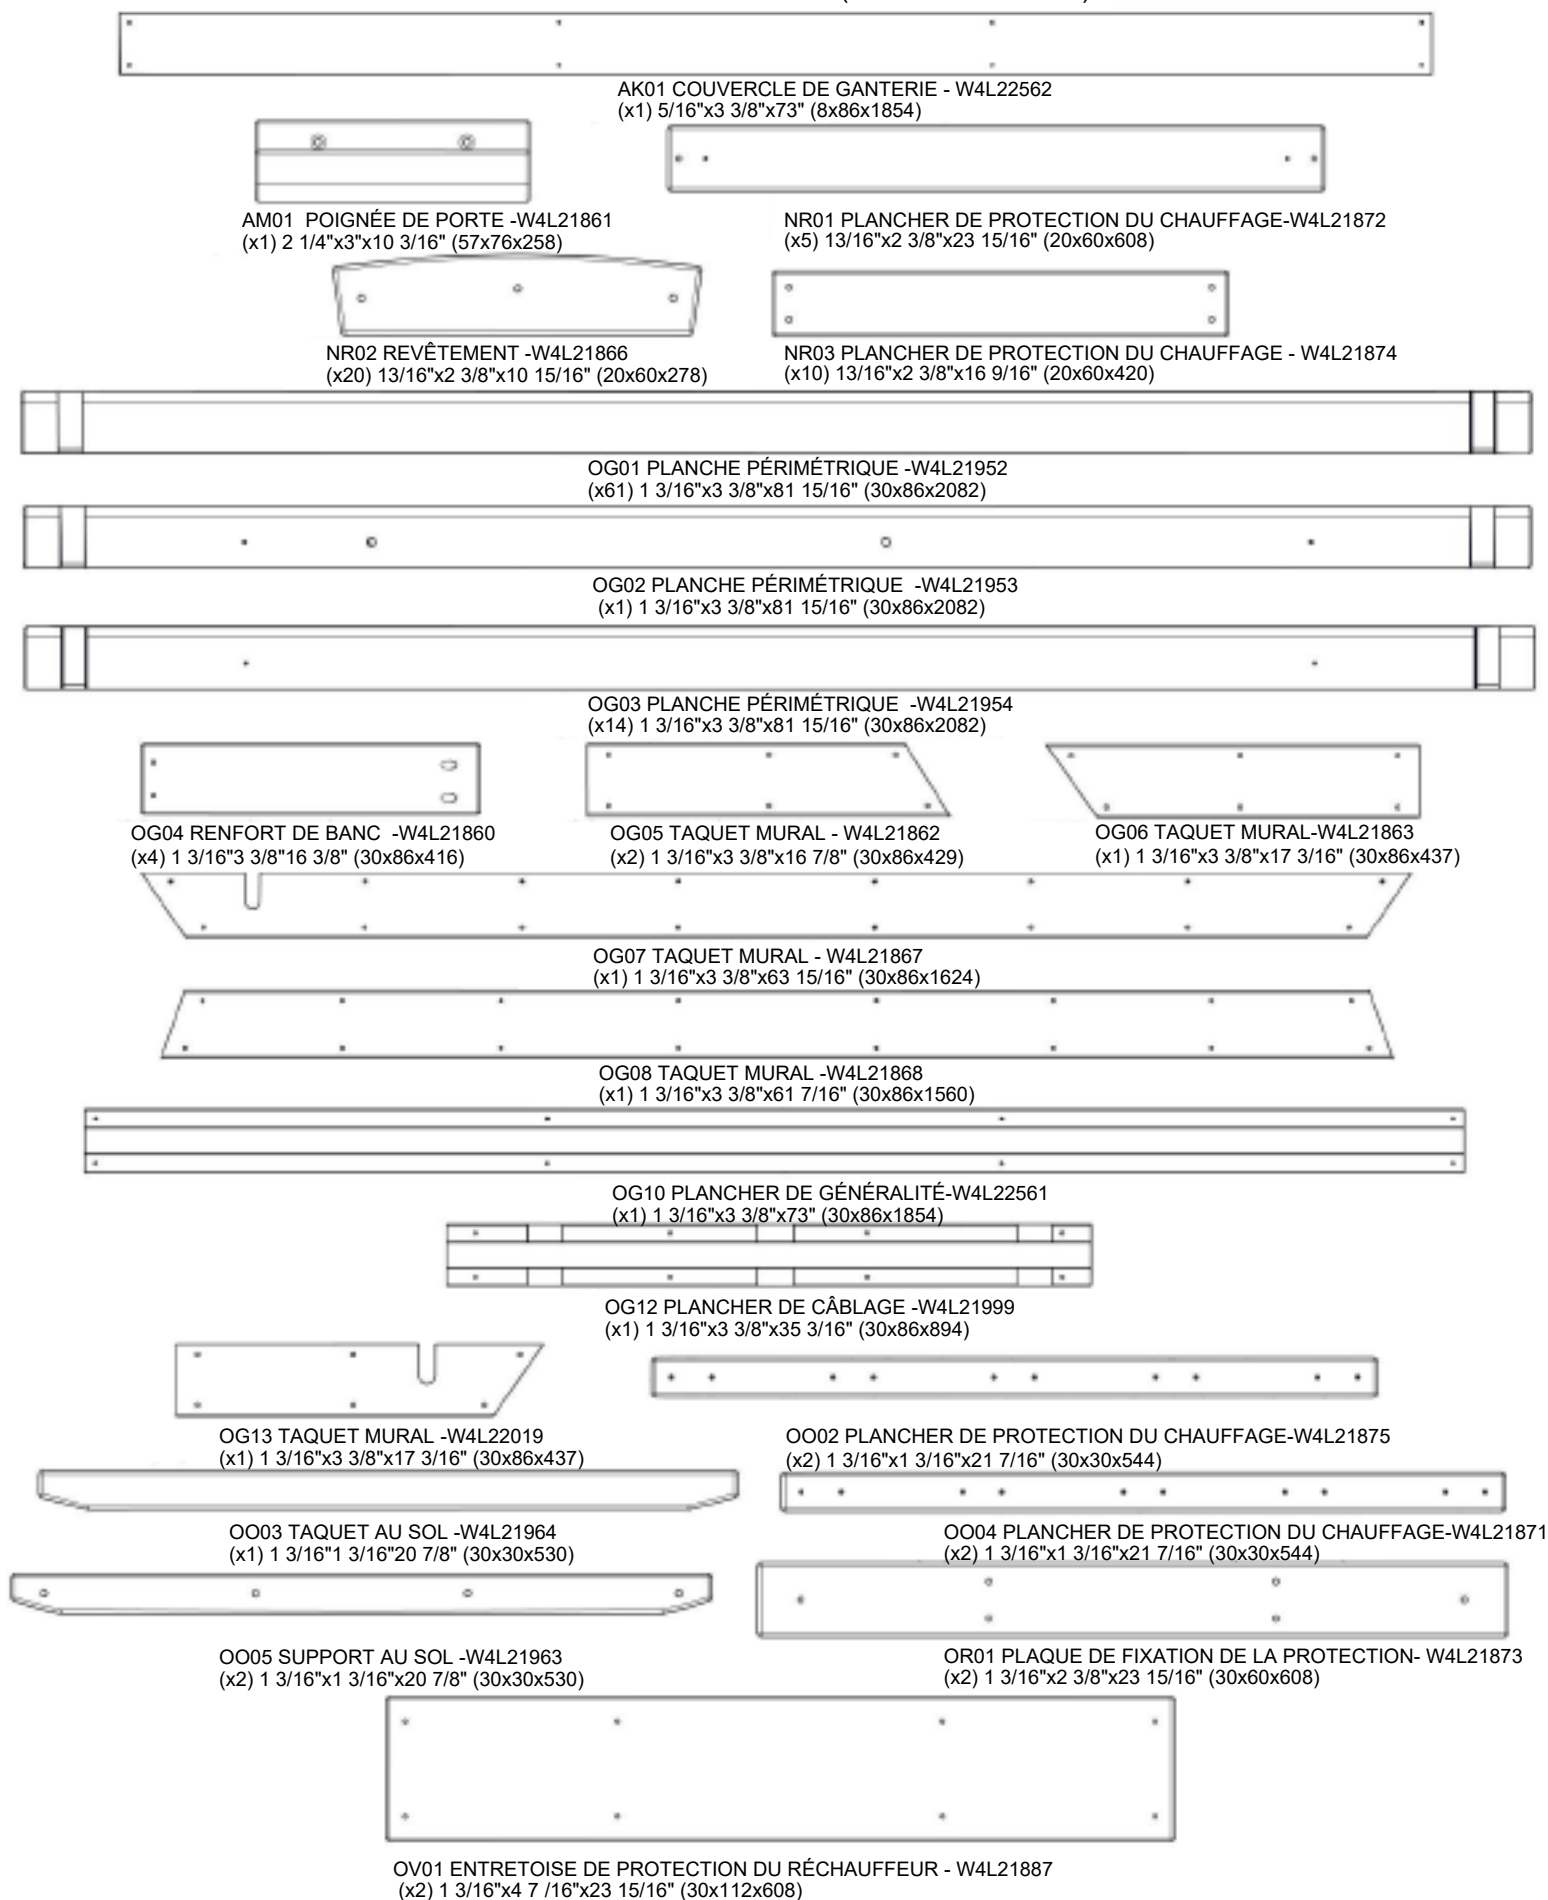 AK01 COUVERCLE DE GANTERIE - W4L22562
(x1) 5/16"x3 3/8"x73" (8x86x1854)
AM01 POIGNÉE DE PORTE -W4L21861
(x1) 2 1/4"x3"x10 3/16" (57x76x258)
NR01 PLANCHER DE PROTECTION DU CHAUFFAGE-W4L21872
(x5) 13/16"x2 3/8"x23 15/16" (20x60x608)
NR02 REVÊTEMENT -W4L21866
(x20) 13/16"x2 3/8"x10 15/16" (20x60x278)
NR03 PLANCHER DE PROTECTION DU CHAUFFAGE - W4L21874
(x10) 13/16"x2 3/8"x16 9/16" (20x60x420)
OG01 PLANCHE PÉRIMÉTRIQUE -W4L21952
(x61) 1 3/16"x3 3/8"x81 15/16" (30x86x2082)
OG02 PLANCHE PÉRIMÉTRIQUE -W4L21953
(x1) 1 3/16"x3 3/8"x81 15/16" (30x86x2082)
OG03 PLANCHE PÉRIMÉTRIQUE -W4L21954
(x14) 1 3/16"x3 3/8"x81 15/16" (30x86x2082)
OG04 RENFORT DE BANC -W4L21860
(x4) 1 3/16"3 3/8"16 3/8" (30x86x416)
OG05 TAQUET MURAL - W4L21862
(x2) 1 3/16"x3 3/8"x16 7/8" (30x86x429)
OG06 TAQUET MURAL-W4L21863
(x1) 1 3/16"x3 3/8"x17 3/16" (30x86x437)
OG07 TAQUET MURAL - W4L21867
(x1) 1 3/16"x3 3/8"x63 15/16" (30x86x1624)
OG08 TAQUET MURAL -W4L21868
(x1) 1 3/16"x3 3/8"x61 7/16" (30x86x1560)
OG10 PLANCHER DE GÉNÉRALITÉ-W4L22561
(x1) 1 3/16"x3 3/8"x73" (30x86x1854)
OG12 PLANCHER DE CÂBLAGE -W4L21999
(x1) 1 3/16"x3 3/8"x35 3/16" (30x86x894)
OG13 TAQUET MURAL -W4L22019
(x1) 1 3/16"x3 3/8"x17 3/16" (30x86x437)
OO02 PLANCHER DE PROTECTION DU CHAUFFAGE-W4L21875
(x2) 1 3/16"x1 3/16"x21 7/16" (30x30x544)
OO03 TAQUET AU SOL -W4L21964
(x1) 1 3/16"1 3/16"20 7/8" (30x30x530)
OO04 PLANCHER DE PROTECTION DU CHAUFFAGE-W4L21871
(x2) 1 3/16"x1 3/16"x21 7/16" (30x30x544)
OO05 SUPPORT AU SOL -W4L21963
(x2) 1 3/16"x1 3/16"x20 7/8" (30x30x530)
OR01 PLAQUE DE FIXATION DE LA PROTECTION- W4L21873
(x2) 1 3/16"x2 3/8"x23 15/16" (30x60x608)
OV01 ENTRETOISE DE PROTECTION DU RÉCHAUFFEUR - W4L21887
(x2) 1 3/16"x4 7 /16"x23 15/16" (30x112x608)